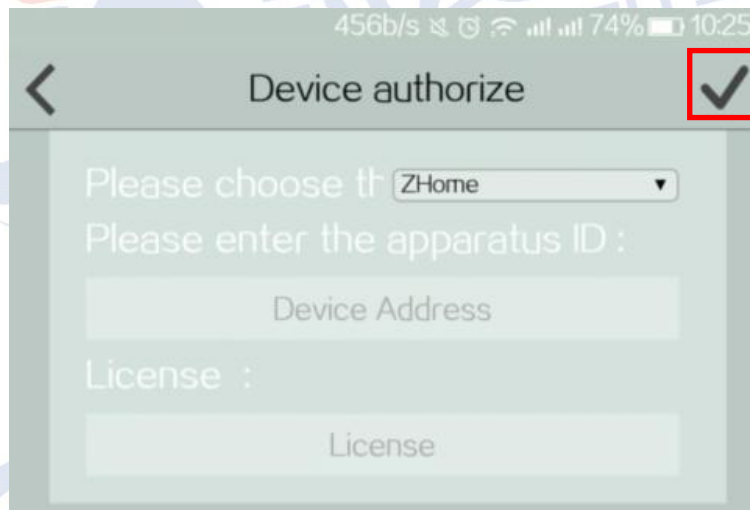 456b/s 74% 10:25
Device authorize
Please choose th ZHome
Please enter the apparatus ID :
Device Address
License :
License